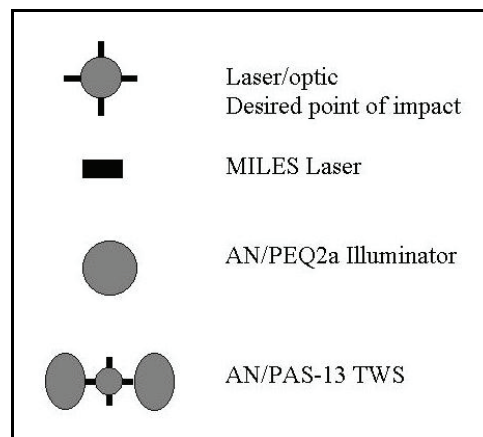 Laser/optic
Desired point of impact
MILES Laser
AN/PEQ2a Illuminator
AN/PAS-13 TWS